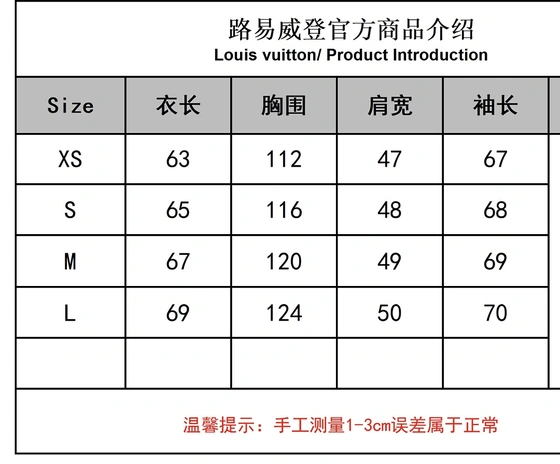 路易威登官方商品介绍
Louis vuitton/ Product Introduction
Size 衣长 胸围 肩宽 袖长
XS 63 112 47 67
S 65 116 48 68
M 67 120 49 69
L 69 124 50 70
温馨提示：手工测量1-3cm误差属于正常